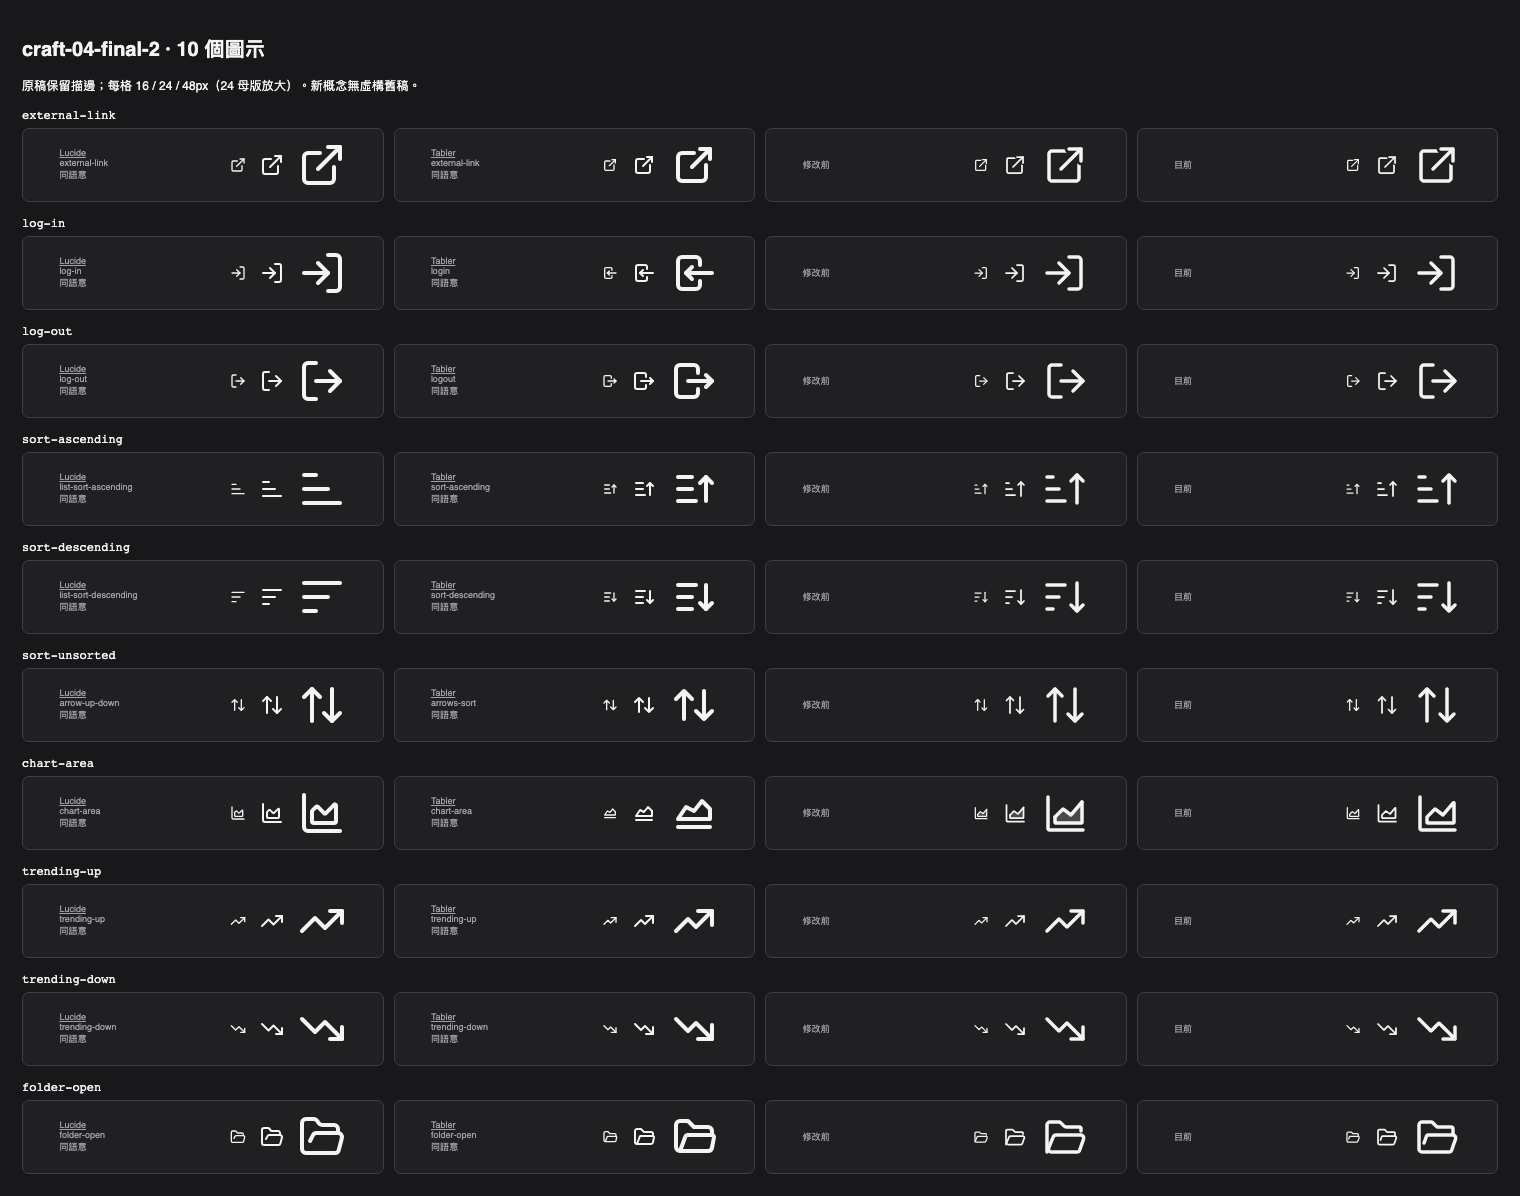 craft-04-final-2 · 10 個圖示
原稿保留描邊；每格 16 / 24 / 48px（24 母版放大）。新概念無虛構舊稿。
external-link
Lucide
external-link
同語意
Tabler
external-link
同語意
修改前
目前
log-in
Lucide
log-in
同語意
Tabler
login
同語意
修改前
目前
log-out
Lucide
log-out
同語意
Tabler
logout
同語意
修改前
目前
sort-ascending
Lucide
list-sort-ascending
同語意
Tabler
sort-ascending
同語意
修改前
目前
sort-descending
Lucide
list-sort-descending
同語意
Tabler
sort-descending
同語意
修改前
目前
sort-unsorted
Lucide
arrow-up-down
同語意
Tabler
arrows-sort
同語意
修改前
目前
chart-area
Lucide
chart-area
同語意
Tabler
chart-area
同語意
修改前
目前
trending-up
Lucide
trending-up
同語意
Tabler
trending-up
同語意
修改前
目前
trending-down
Lucide
trending-down
同語意
Tabler
trending-down
同語意
修改前
目前
folder-open
Lucide
folder-open
同語意
Tabler
folder-open
同語意
修改前
目前